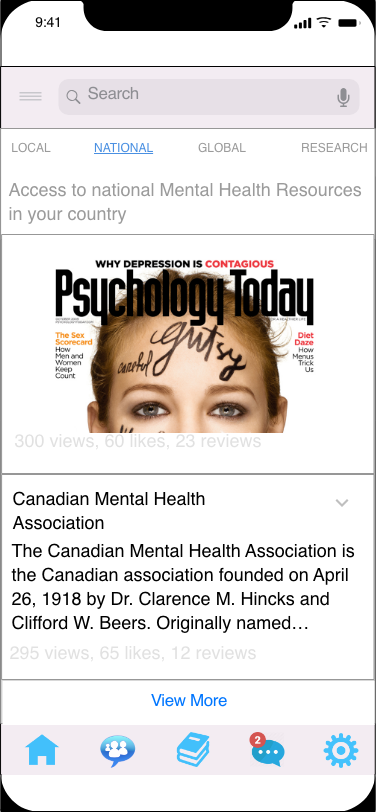 9:41
Search
LOCAL NATIONAL GLOBAL RESEARCH
Access to national Mental Health Resources
in your country
WHY DEPRESSION IS CONTAGIOUS
Psychology Today
The Sex
Scorecard
How
Men and
Women
Keep
Count
Diet
Daze
How
Menus
Trick
Us
gutsy
careful
300 views, 60 likes, 23 reviews
Canadian Mental Health
Association
The Canadian Mental Health Association is
the Canadian association founded on April
26, 1918 by Dr. Clarence M. Hincks and
Clifford W. Beers. Originally named…
295 views, 65 likes, 12 reviews
View More
2